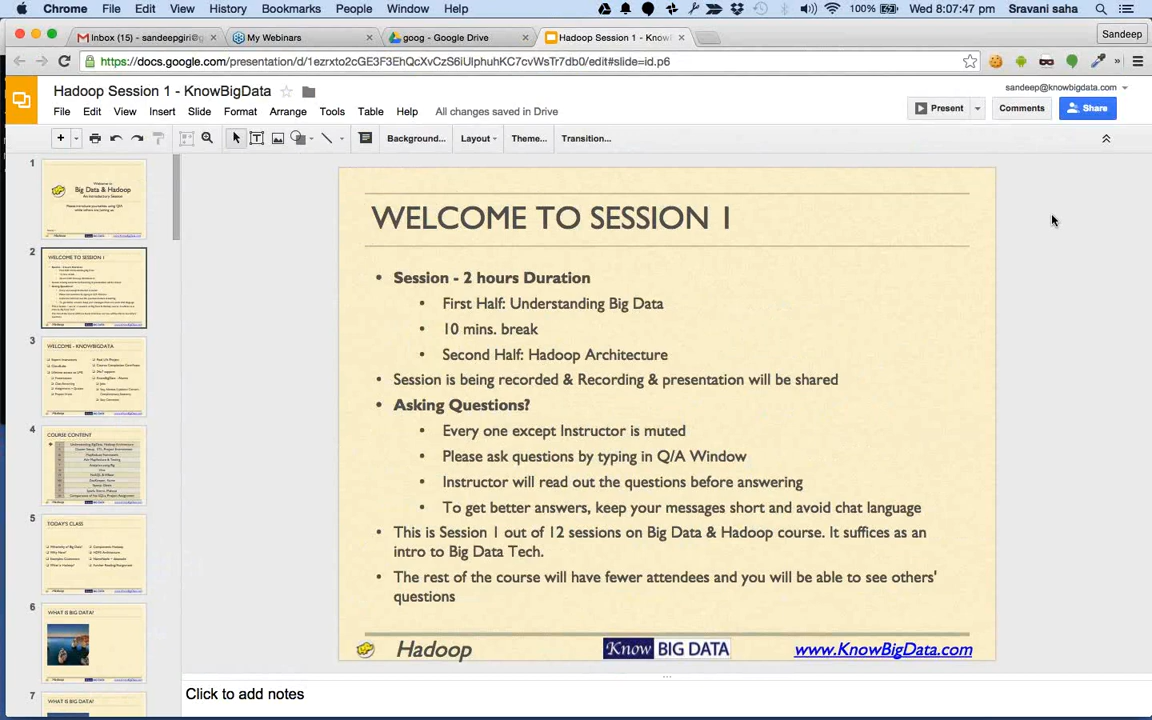 Chrome File Edit View History Bookmarks People Window Help 100% Wed 8:07:47 pm Sravani saha
Inbox (15) - sandeepgiri@g
My Webinars
goog - Google Drive
Hadoop Session 1 - Know
Sandeep
https://docs.google.com/presentation/d/1ezrxto2cGE3F3EhQcXvCzS6iUlphuhKC7cvWsTr7db0/edit#slide=id.p6
Hadoop Session 1 - KnowBigData
sandeep@knowbigdata.com
File Edit View Insert Slide Format Arrange Tools Table Help All changes saved in Drive
Present Comments Share
Background... Layout Theme... Transition...
1
Big Data & Hadoop
2
WELCOME TO SESSION 1
3
WELCOME - KNOWBIGDATA
4
COURSE CONTENT
5
TODAY'S CLASS
6
WHAT IS BIG DATA?
7
WHAT IS BIG DATA?
WELCOME TO SESSION 1
• Session - 2 hours Duration
• First Half: Understanding Big Data
• 10 mins. break
• Second Half: Hadoop Architecture
• Session is being recorded & Recording & presentation will be shared
• Asking Questions?
• Every one except Instructor is muted
• Please ask questions by typing in Q/A Window
• Instructor will read out the questions before answering
• To get better answers, keep your messages short and avoid chat language
• This is Session 1 out of 12 sessions on Big Data & Hadoop course. It suffices as an
intro to Big Data Tech.
• The rest of the course will have fewer attendees and you will be able to see others'
questions
Hadoop
Know BIG DATA
www.KnowBigData.com
Click to add notes